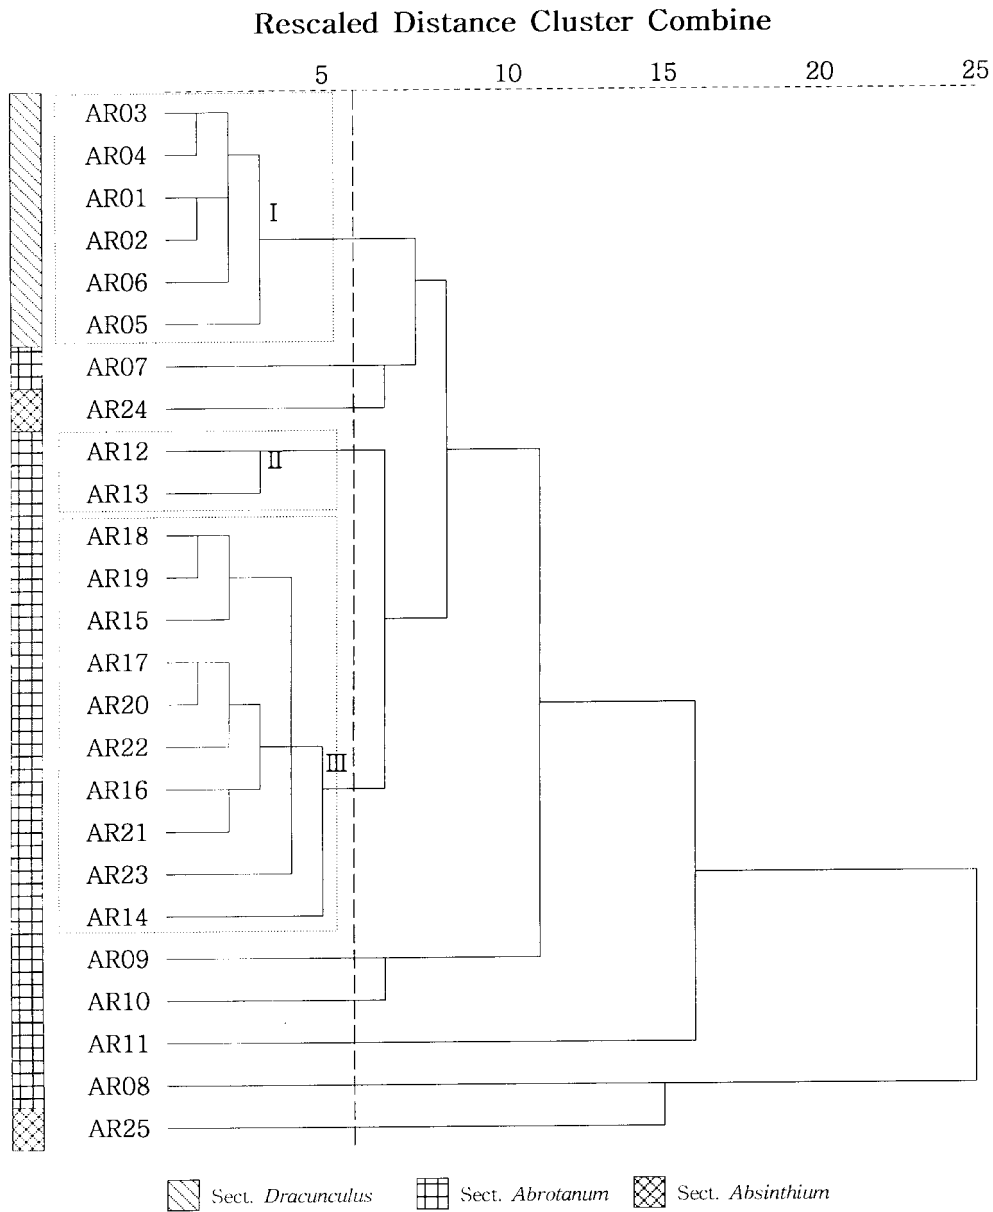 Rescaled Distance Cluster Combine
5 10 15 20 25
AR03
AR04
AR01
I
AR02
AR06
AR05
AR07
AR24
AR12
II
AR13
AR18
AR19
AR15
AR17
AR20
AR22
III
AR16
AR21
AR23
AR14
AR09
AR10
AR11
AR08
AR25
Sect. Dracunculus Sect. Abrotanum Sect. Absinthium